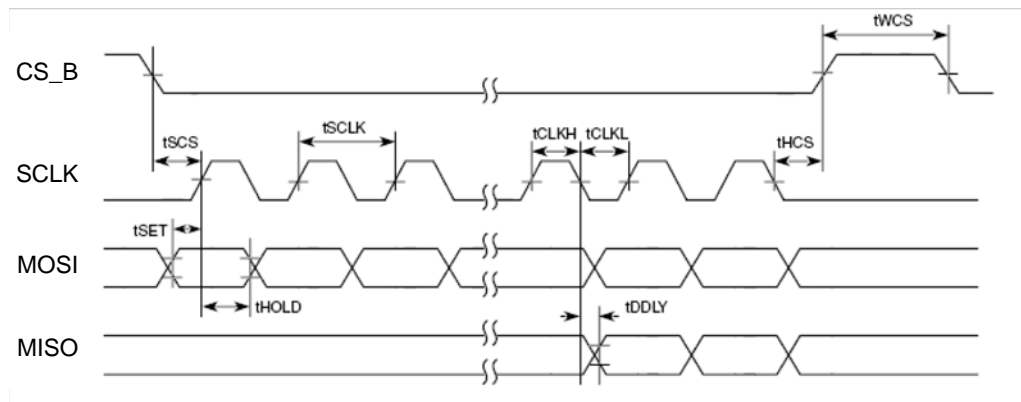 tWCS
CS_B
tSCS
tSCLK
tCLKH
tCLKL
tHCS
SCLK
tSET
MOSI
tHOLD
tDDLY
MISO